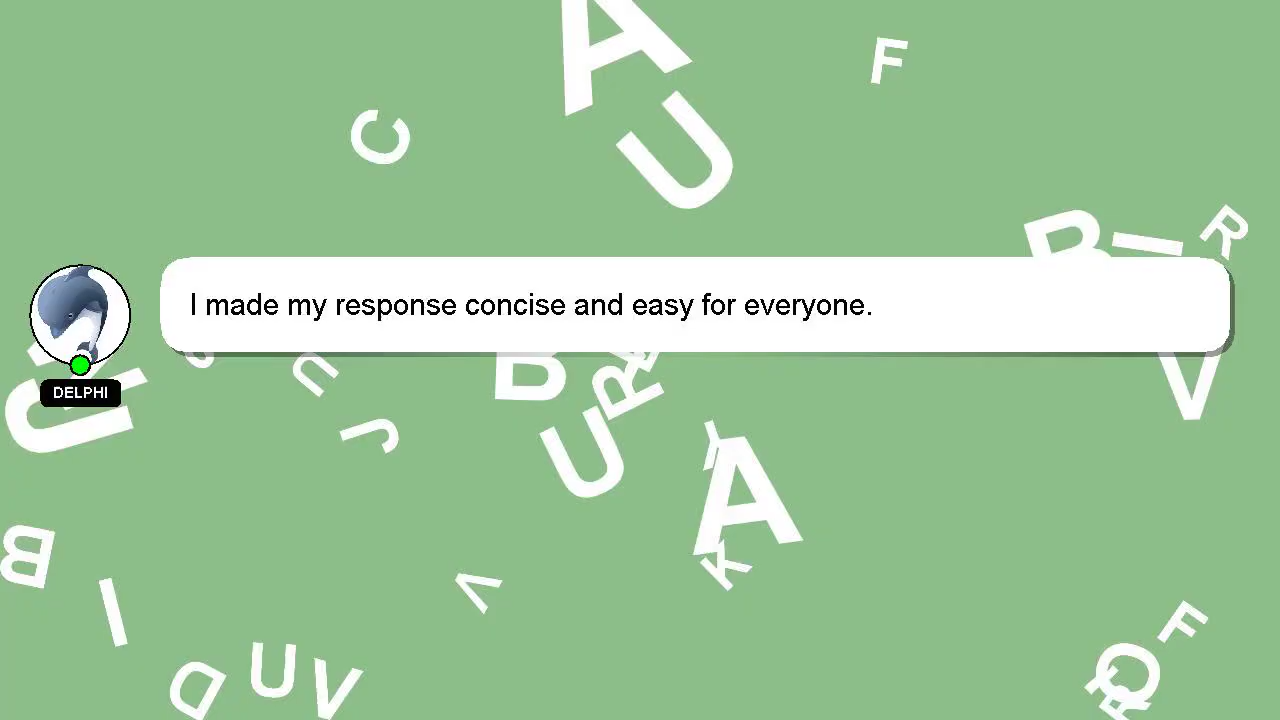 A
F
C
U
R
B
I
I made my response concise and easy for everyone.
DELPHI
U
B
R
V
U
J
A
K
B
I
V
F
D
U
V
Q
R